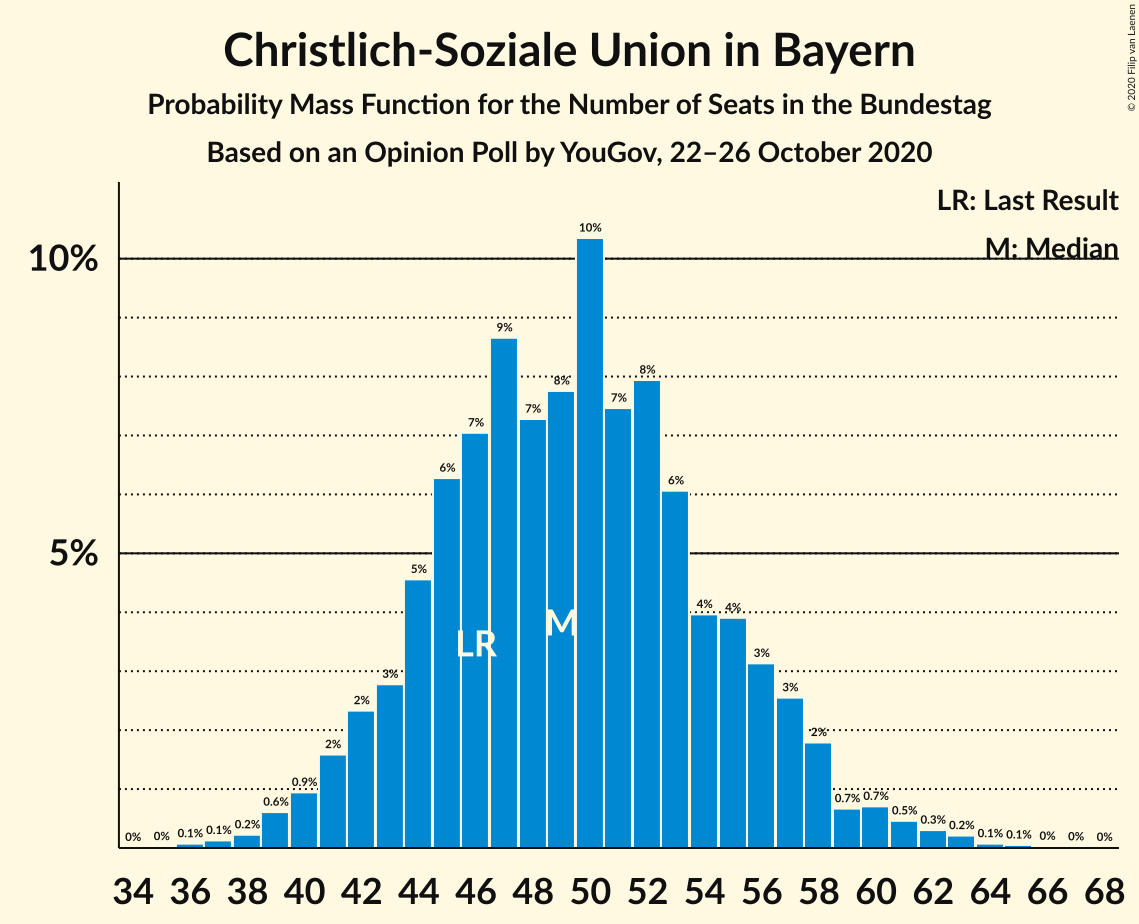 Christlich-Soziale Union in Bayern
Probability Mass Function for the Number of Seats in the Bundestag
Based on an Opinion Poll by YouGov, 22–26 October 2020
© 2020 Filip van Laenen
LR: Last Result
M: Median
10%
5%
0% 0% 0.1% 0.1% 0.2% 0.6% 0.9% 2% 2% 3% 5% 6% 7% 9% 7% 8% 10% 7% 8% 6% 4% 4% 3% 3% 2% 0.7% 0.7% 0.5% 0.3% 0.2% 0.1% 0.1% 0% 0% 0%
LR M
34 36 38 40 42 44 46 48 50 52 54 56 58 60 62 64 66 68